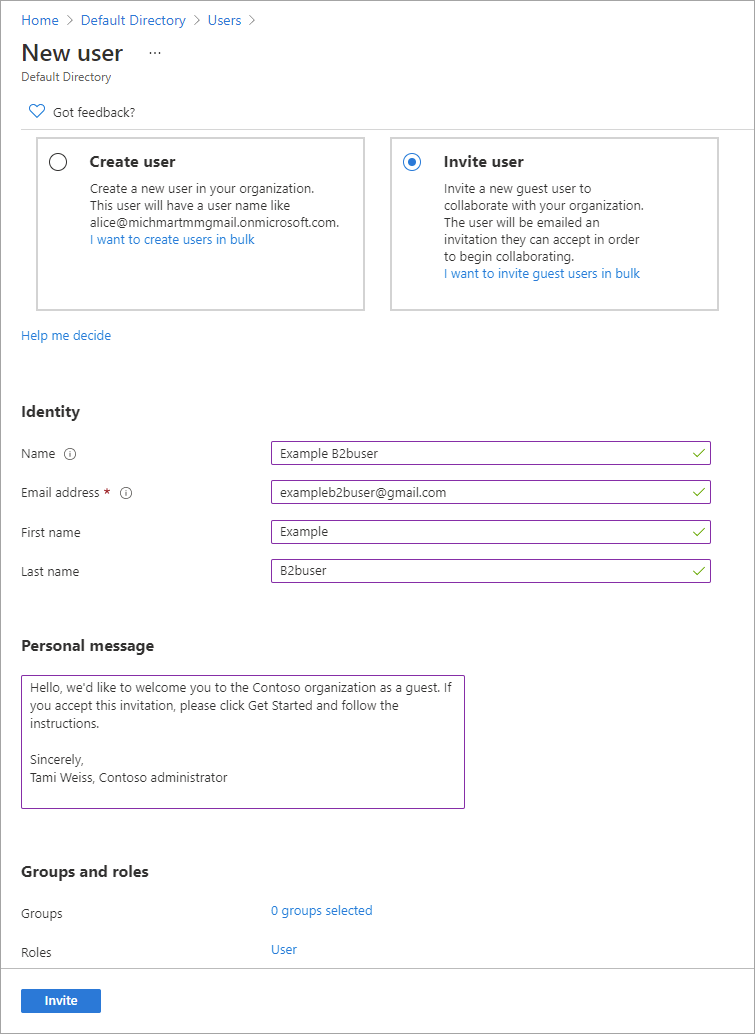 Home > Default Directory > Users >
New user ...
Default Directory
Got feedback?
Create user
Create a new user in your organization.
This user will have a user name like
alice@michmartmmgmail.onmicrosoft.com.
I want to create users in bulk
Invite user
Invite a new guest user to
collaborate with your organization.
The user will be emailed an
invitation they can accept in order
to begin collaborating.
I want to invite guest users in bulk
Help me decide
Identity
Name Example B2buser
Email address * exampleb2buser@gmail.com
First name Example
Last name B2buser
Personal message
Hello, we'd like to welcome you to the Contoso organization as a guest. If
you accept this invitation, please click Get Started and follow the
instructions.
Sincerely,
Tami Weiss, Contoso administrator
Groups and roles
Groups 0 groups selected
Roles User
Invite